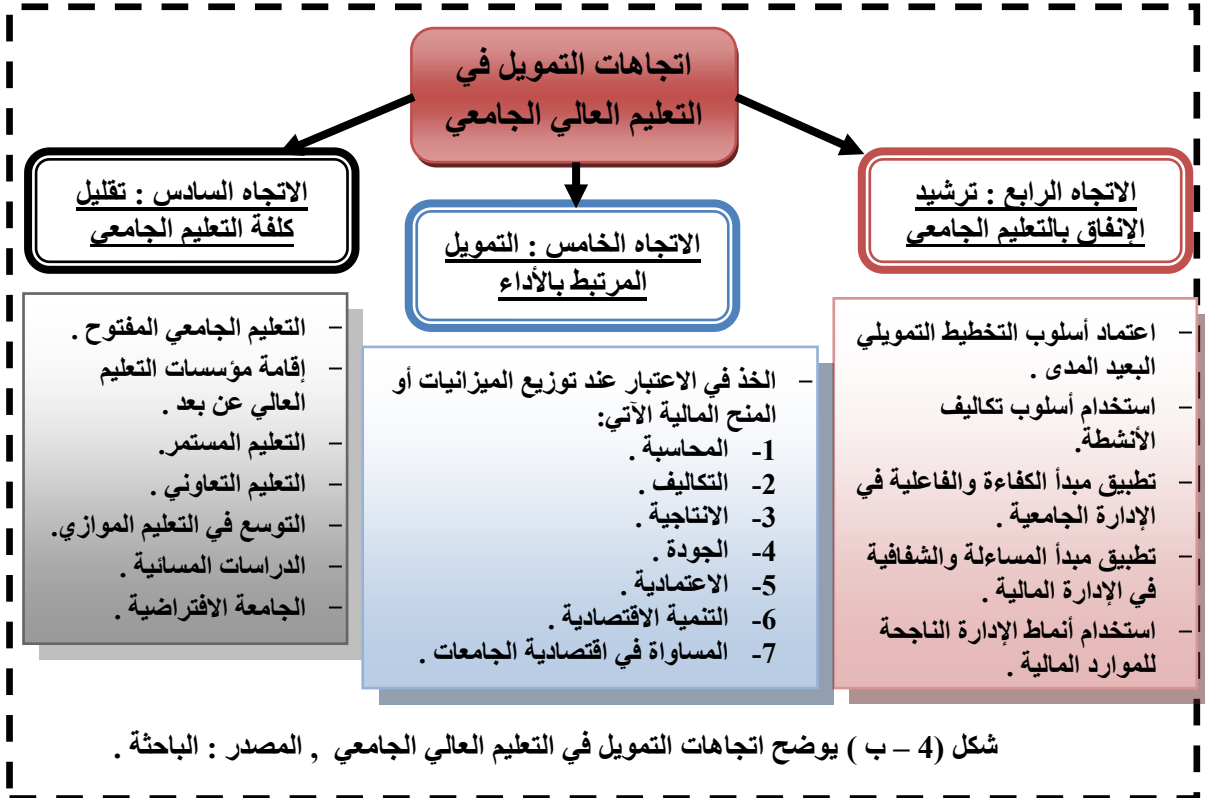 اتجاهات التمويل في
التعليم العالي الجامعي
الاتجاه الرابع : ترشيد
الإنفاق بالتعليم الجامعي
- اعتماد أسلوب التخطيط التمويلي
البعيد المدى .
- استخدام أسلوب تكاليف
الأنشطة.
- تطبيق مبدأ الكفاءة والفاعلية في
الإدارة الجامعية .
- تطبيق مبدأ المساءلة والشفافية
في الإدارة المالية .
- استخدام أنماط الإدارة الناجحة
للموارد المالية .
الاتجاه الخامس : التمويل
المرتبط بالأداء
- الخذ في الاعتبار عند توزيع الميزانيات أو
المنح المالية الآتي:
1- المحاسبة .
2- التكاليف .
3- الانتاجية .
4- الجودة .
5- الاعتمادية .
6- التنمية الاقتصادية .
7- المساواة في اقتصادية الجامعات .
الاتجاه السادس : تقليل
كلفة التعليم الجامعي
- التعليم الجامعي المفتوح .
- إقامة مؤسسات التعليم
العالي عن بعد .
- التعليم المستمر.
- التعليم التعاوني .
- التوسع في التعليم الموازي.
- الدراسات المسائية .
- الجامعة الافتراضية .
شكل (4 – ب ) يوضح اتجاهات التمويل في التعليم العالي الجامعي , المصدر : الباحثة .